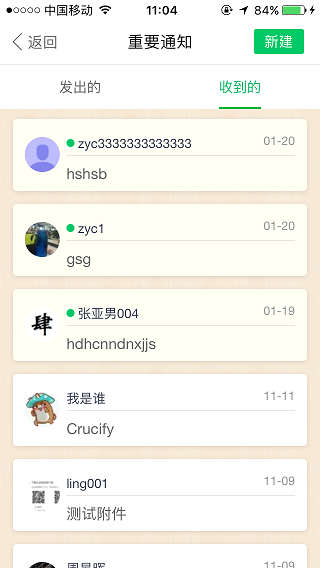 中国移动 11:04 84%
返回 重要通知 新建
发出的 收到的
zyc3333333333333 01-20
hshsb
zyc1 01-20
gsg
肆
张亚男004 01-19
hdhcnndnxjjs
我是谁 11-11
Crucify
ling001 11-09
测试附件
11-09